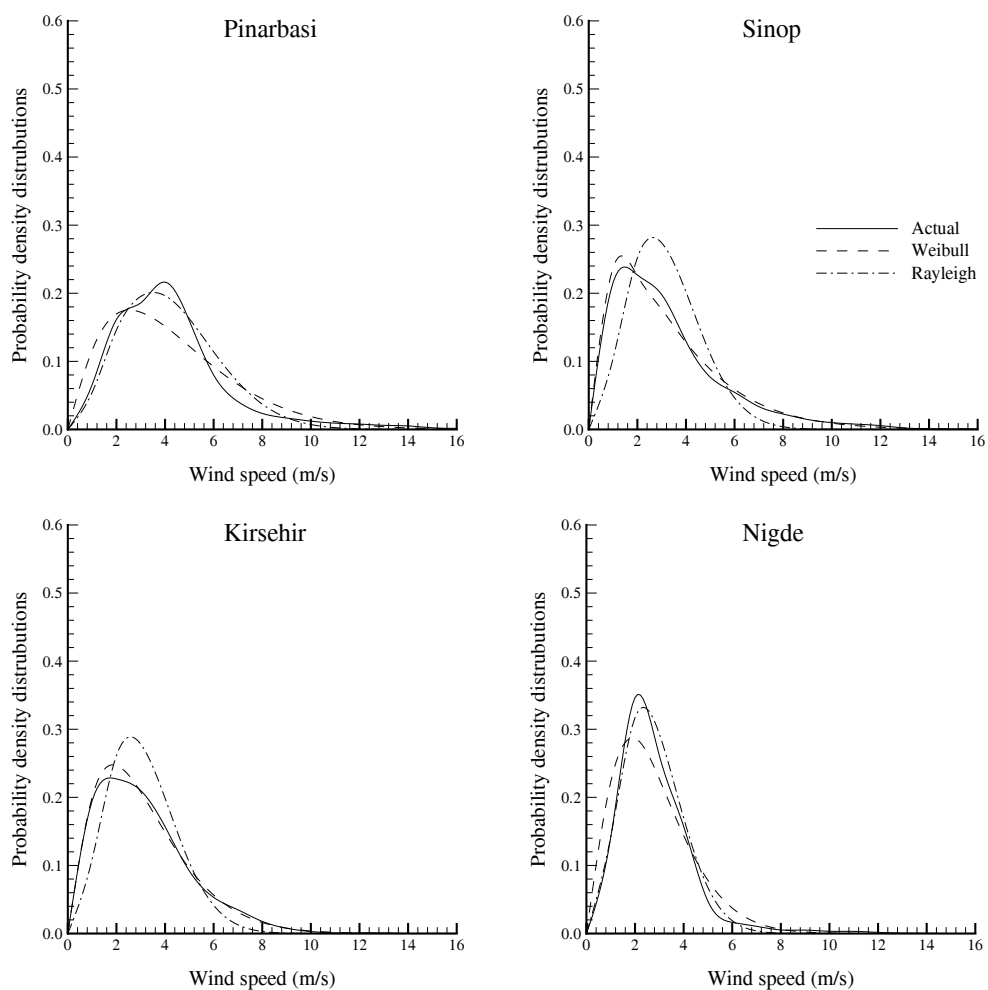 Pinarbasi
Probability density distrubutions
0.6
0.5
0.4
0.3
0.2
0.1
0.0
0 2 4 6 8 10 12 14 16
Wind speed (m/s)
Sinop
Probability density distrubutions
0.6
0.5
0.4
0.3
0.2
0.1
0.0
0 2 4 6 8 10 12 14 16
Wind speed (m/s)
Actual
Weibull
Rayleigh
Kirsehir
Probability density distrubutions
0.6
0.5
0.4
0.3
0.2
0.1
0.0
0 2 4 6 8 10 12 14 16
Wind speed (m/s)
Nigde
Probability density distrubutions
0.6
0.5
0.4
0.3
0.2
0.1
0.0
0 2 4 6 8 10 12 14 16
Wind speed (m/s)